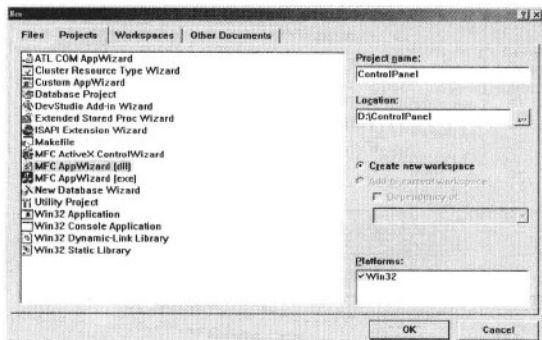 New
Files Projects Workspaces Other Documents
ATL COM AppWizard
Cluster Resource Type Wizard
Custom AppWizard
Database Project
DevStudio Add-in Wizard
Extended Stored Proc Wizard
ISAPI Extension Wizard
Makefile
MFC ActiveX ControlWizard
MFC AppWizard [dll]
MFC AppWizard [exe]
New Database Wizard
Utility Project
Win32 Application
Win32 Console Application
Win32 Dynamic-Link Library
Win32 Static Library
Project name:
ControlPanel
Location:
D:\ControlPanel
...
Create new workspace
Add to current workspace
Dependency of:
Platforms:
Win32
OK Cancel